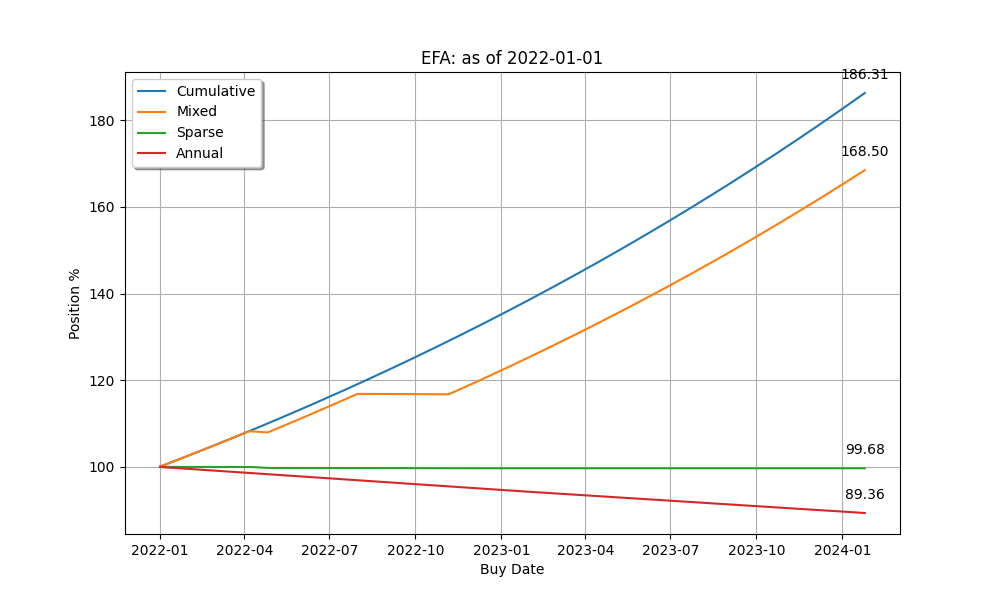 EFA: as of 2022-01-01
Cumulative
Mixed
Sparse
Annual
186.31
168.50
99.68
89.36
180
160
140
120
100
Position %
2022-01 2022-04 2022-07 2022-10 2023-01 2023-04 2023-07 2023-10 2024-01
Buy Date